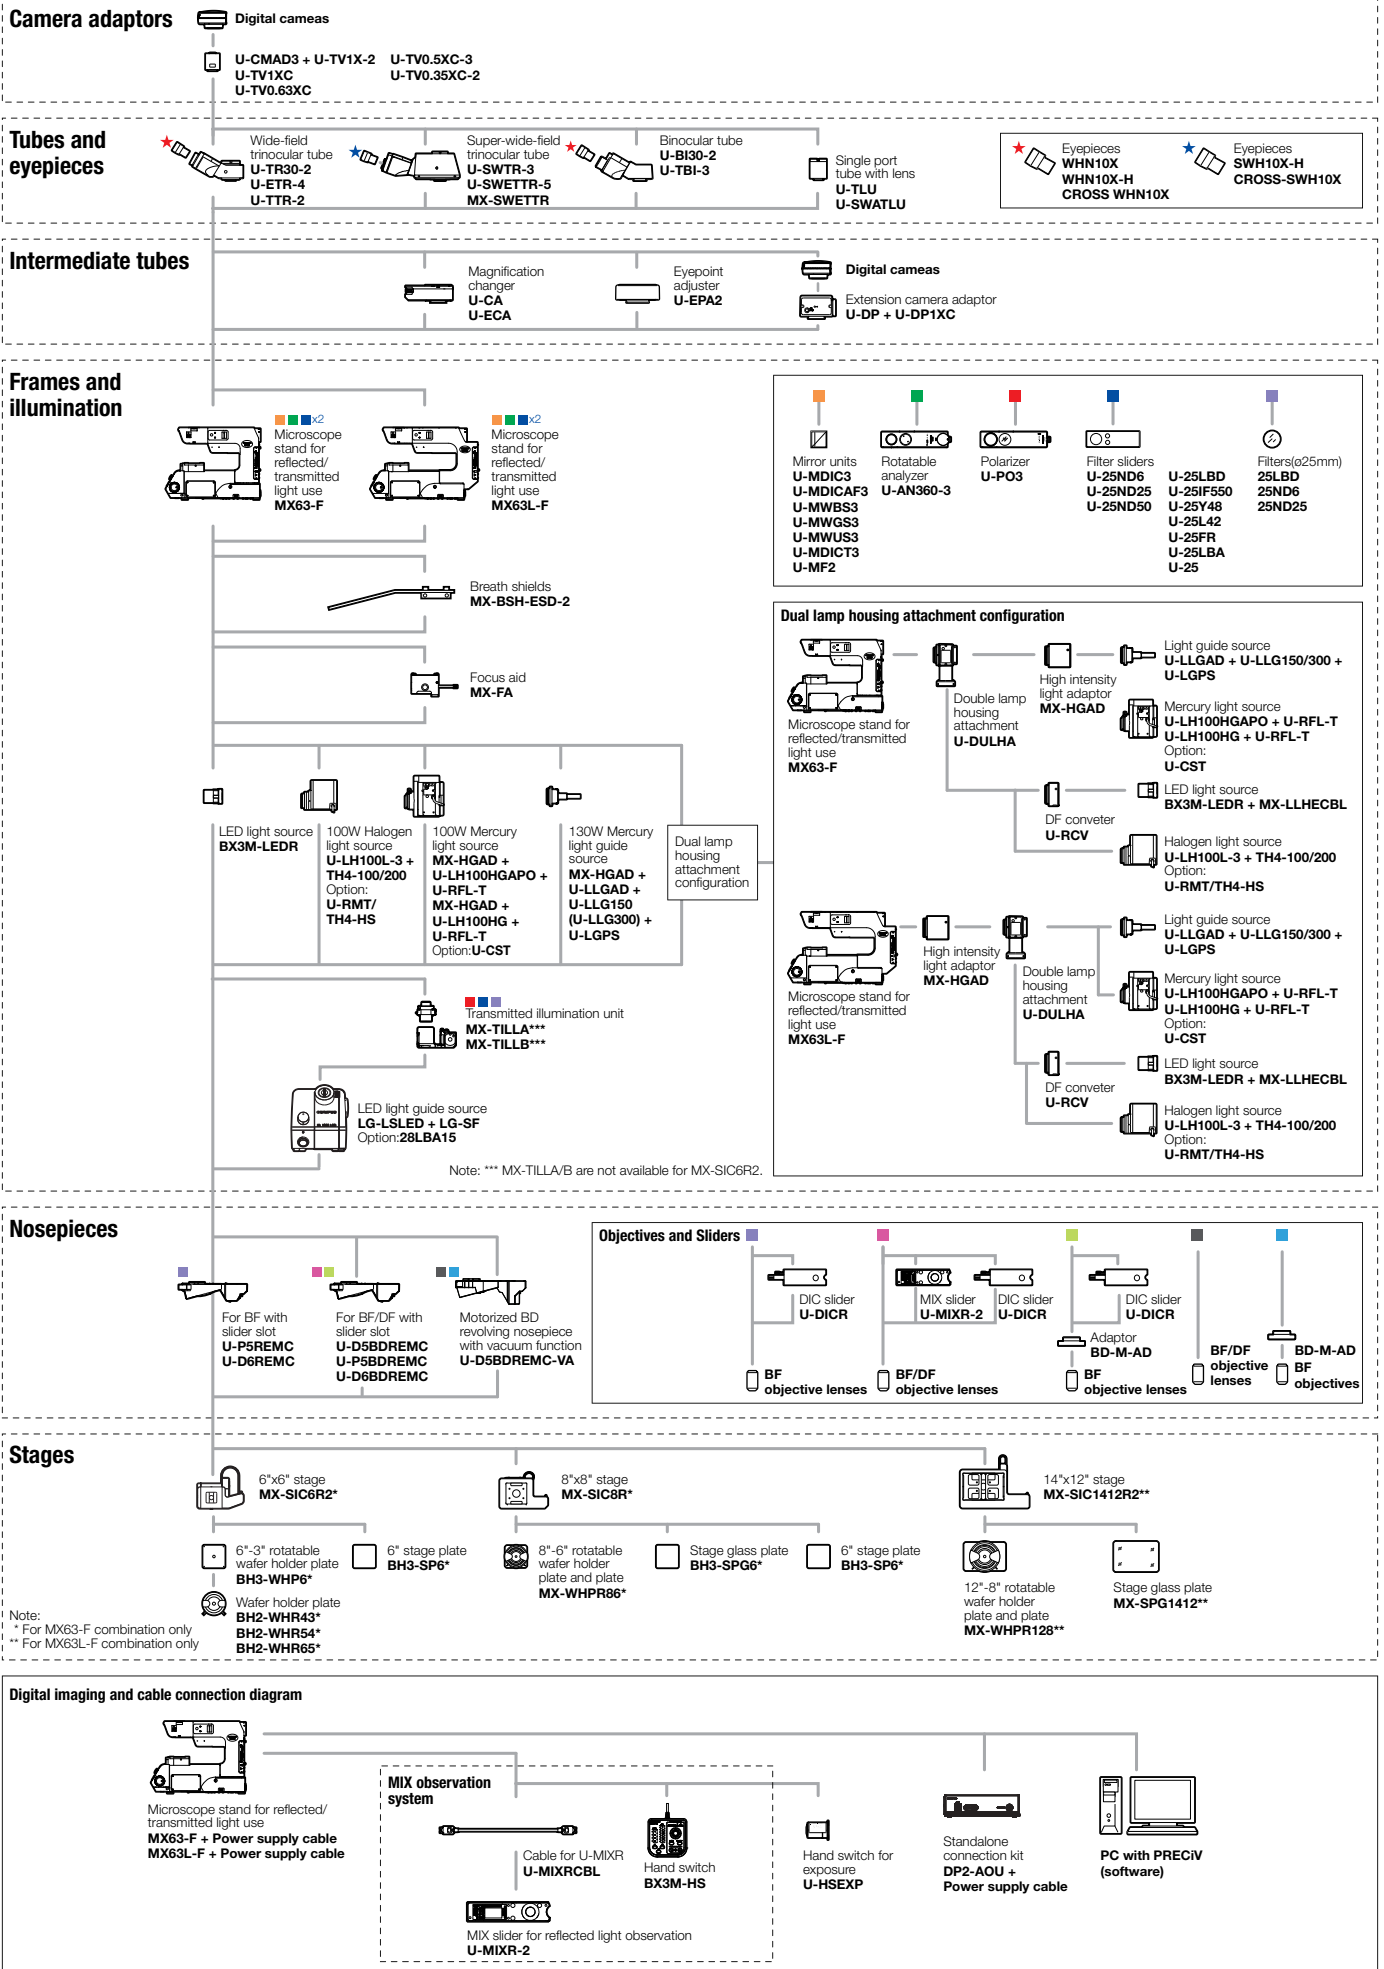 Camera adaptors
Digital cameas
U-CMAD3 + U-TV1X-2
U-TV1XC
U-TV0.63XC
U-TV0.5XC-3
U-TV0.35XC-2
Tubes and
eyepieces
Wide-field
trinocular tube
U-TR30-2
U-ETR-4
U-TTR-2
Super-wide-field
trinocular tube
U-SWTR-3
U-SWETTR-5
MX-SWETTR
Binocular tube
U-BI30-2
U-TBI-3
Single port
tube with lens
U-TLU
U-SWATLU
Eyepieces
WHN10X
WHN10X-H
CROSS WHN10X
Eyepieces
SWH10X-H
CROSS-SWH10X
Intermediate tubes
Magnification
changer
U-CA
U-ECA
Eyepoint
adjuster
U-EPA2
Digital cameas
Extension camera adaptor
U-DP + U-DP1XC
Frames and
illumination
x2
Microscope
stand for
reflected/
transmitted
light use
MX63-F
x2
Microscope
stand for
reflected/
transmitted
light use
MX63L-F
Mirror units
U-MDIC3
U-MDICAF3
U-MWBS3
U-MWGS3
U-MWUS3
U-MDICT3
U-MF2
Rotatable
analyzer
U-AN360-3
Polarizer
U-PO3
Filter sliders
U-25ND6
U-25ND25
U-25ND50
U-25LBD
U-25IF550
U-25Y48
U-25L42
U-25FR
U-25LBA
U-25
Filters(ø25mm)
25LBD
25ND6
25ND25
Breath shields
MX-BSH-ESD-2
Focus aid
MX-FA
LED light source
BX3M-LEDR
100W Halogen
light source
U-LH100L-3 +
TH4-100/200
Option:
U-RMT/
TH4-HS
100W Mercury
light source
MX-HGAD +
U-LH100HGAPO +
U-RFL-T
MX-HGAD +
U-LH100HG +
U-RFL-T
Option:U-CST
130W Mercury
light guide
source
MX-HGAD +
U-LLGAD +
U-LLG150
(U-LLG300) +
U-LGPS
Dual lamp
housing
attachment
configuration
Dual lamp housing attachment configuration
Microscope stand for
reflected/transmitted
light use
MX63-F
Double lamp
housing
attachment
U-DULHA
High intensity
light adaptor
MX-HGAD
Light guide source
U-LLGAD + U-LLG150/300 +
U-LGPS
Mercury light source
U-LH100HGAPO + U-RFL-T
U-LH100HG + U-RFL-T
Option:
U-CST
DF conveter
U-RCV
LED light source
BX3M-LEDR + MX-LLHECBL
Halogen light source
U-LH100L-3 + TH4-100/200
Option:
U-RMT/TH4-HS
Microscope stand for
reflected/transmitted
light use
MX63L-F
High intensity
light adaptor
MX-HGAD
Double lamp
housing
attachment
U-DULHA
Light guide source
U-LLGAD + U-LLG150/300 +
U-LGPS
Mercury light source
U-LH100HGAPO + U-RFL-T
U-LH100HG + U-RFL-T
Option:
U-CST
DF conveter
U-RCV
LED light source
BX3M-LEDR + MX-LLHECBL
Halogen light source
U-LH100L-3 + TH4-100/200
Option:
U-RMT/TH4-HS
Transmitted illumination unit
MX-TILLA***
MX-TILLB***
LED light guide source
LG-LSLED + LG-SF
Option:28LBA15
Note: *** MX-TILLA/B are not available for MX-SIC6R2.
Nosepieces
For BF with
slider slot
U-P5REMC
U-D6REMC
For BF/DF with
slider slot
U-D5BDREMC
U-P5BDREMC
U-D6BDREMC
Motorized BD
revolving nosepiece
with vacuum function
U-D5BDREMC-VA
Objectives and Sliders
DIC slider
U-DICR
BF
objective lenses
MIX slider
U-MIXR-2
DIC slider
U-DICR
BF/DF
objective lenses
DIC slider
U-DICR
Adaptor
BD-M-AD
BF
objective lenses
BF/DF
objective
lenses
BD-M-AD
BF
objectives
Stages
6"x6" stage
MX-SIC6R2*
8"x8" stage
MX-SIC8R*
14"x12" stage
MX-SIC1412R2**
6"-3" rotatable
wafer holder plate
BH3-WHP6*
6" stage plate
BH3-SP6*
8"-6" rotatable
wafer holder
plate and plate
MX-WHPR86*
Stage glass plate
BH3-SPG6*
6" stage plate
BH3-SP6*
12"-8" rotatable
wafer holder
plate and plate
MX-WHPR128**
Stage glass plate
MX-SPG1412**
Wafer holder plate
BH2-WHR43*
BH2-WHR54*
BH2-WHR65*
Note:
* For MX63-F combination only
** For MX63L-F combination only
Digital imaging and cable connection diagram
Microscope stand for reflected/
transmitted light use
MX63-F + Power supply cable
MX63L-F + Power supply cable
MIX observation
system
Cable for U-MIXR
U-MIXRCBL
Hand switch
BX3M-HS
MIX slider for reflected light observation
U-MIXR-2
Hand switch for
exposure
U-HSEXP
Standalone
connection kit
DP2-AOU +
Power supply cable
PC with PRECiV
(software)